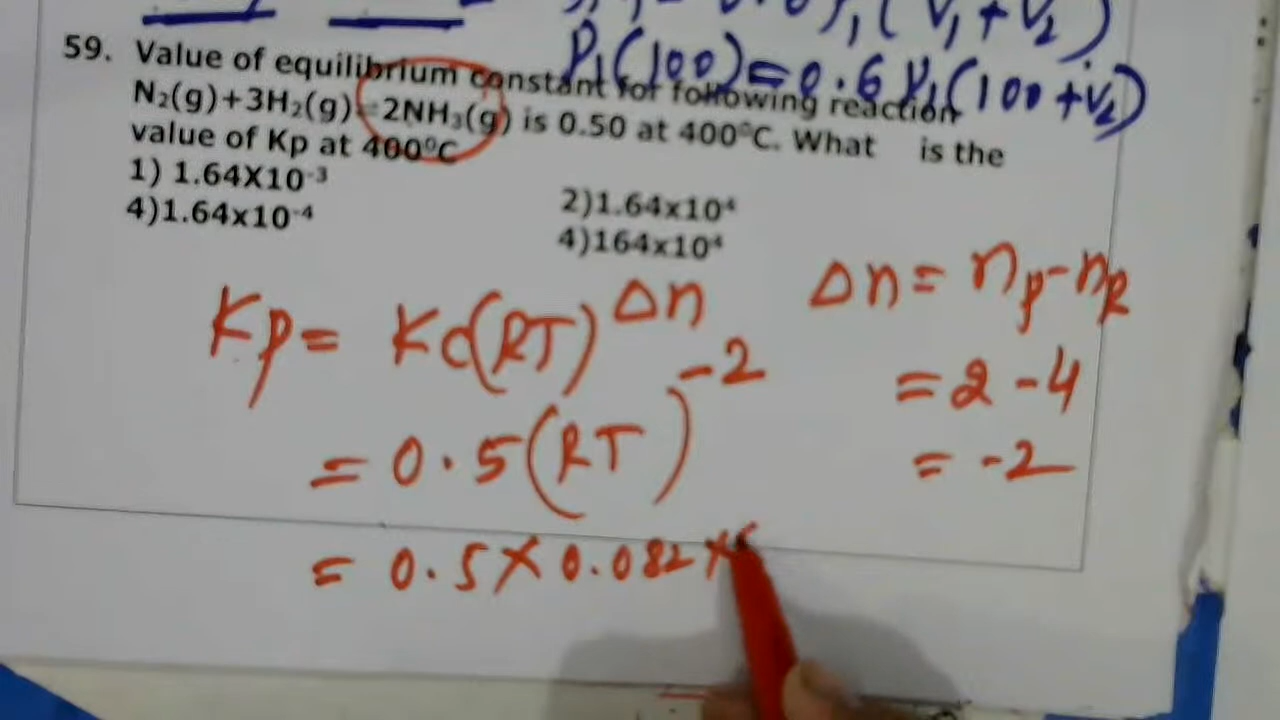 P₁(100)=0.6 P₁(100+V₂)
59. Value of equilibrium constant for following reaction
N₂(g)+3H₂(g)⇌2NH₃(g) is 0.50 at 400⁰C. What is the
value of Kp at 400⁰C
1) 1.64X10⁻³
2)1.64x10⁴
4)1.64x10⁻⁴
4)164x10⁴
Kp= Kc(RT)^Δn
Δn= nP-nR
= 0.5(RT)⁻²
=2-4
= -2
= 0.5×0.082×